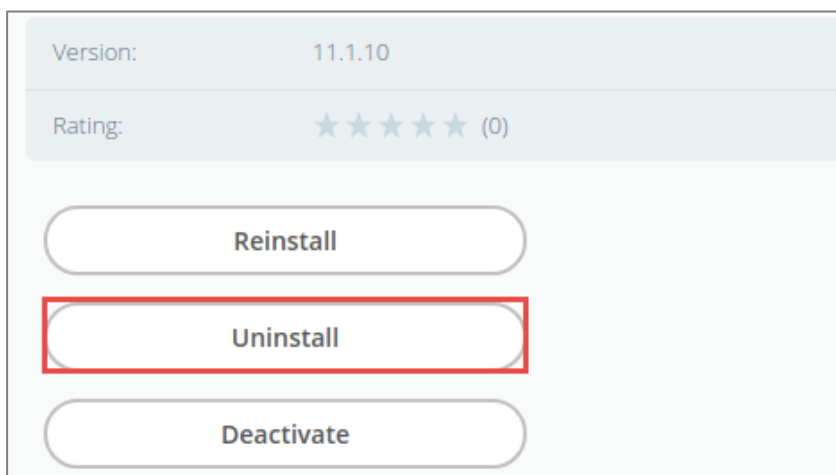 Version: 11.1.10
Rating: (0)
Reinstall
Uninstall
Deactivate